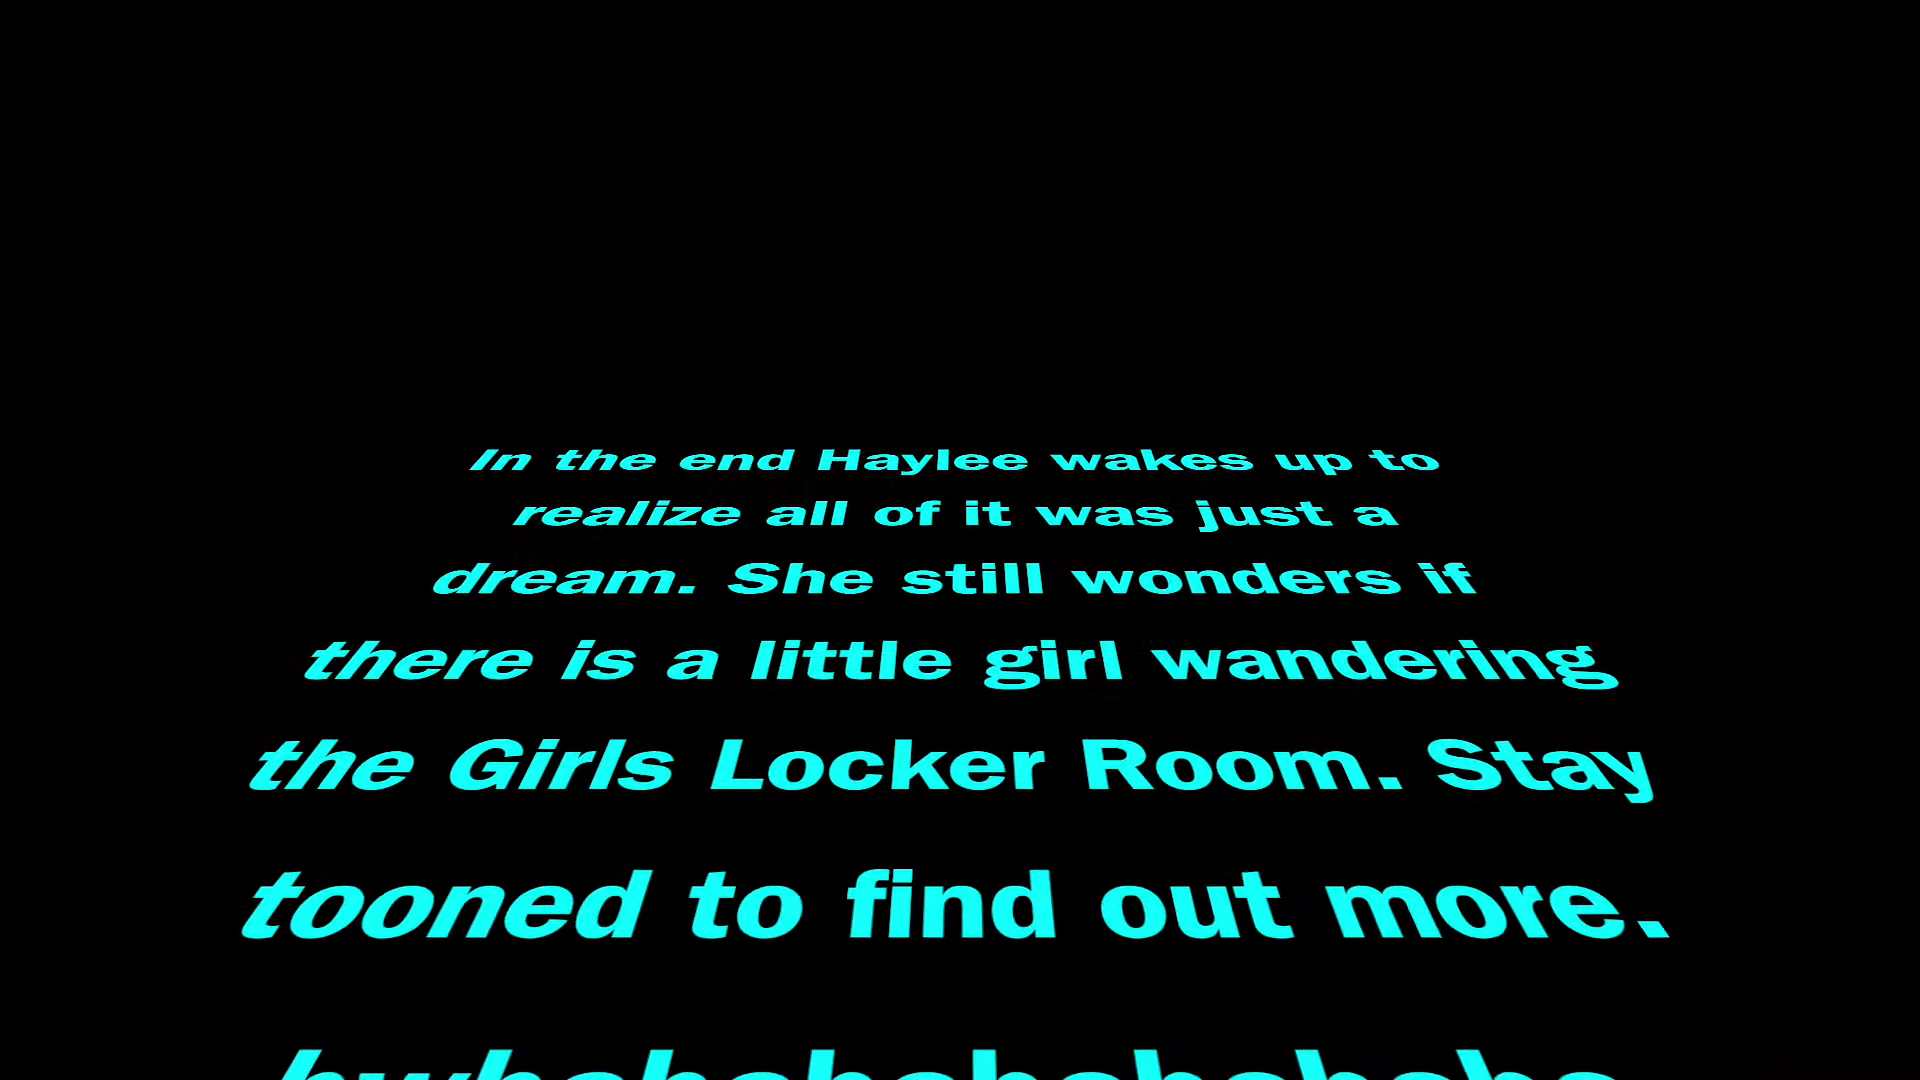 In the end Haylee wakes up to
realize all of it was just a
dream. She still wonders if
there is a little girl wandering
the Girls Locker Room. Stay
tooned to find out more.